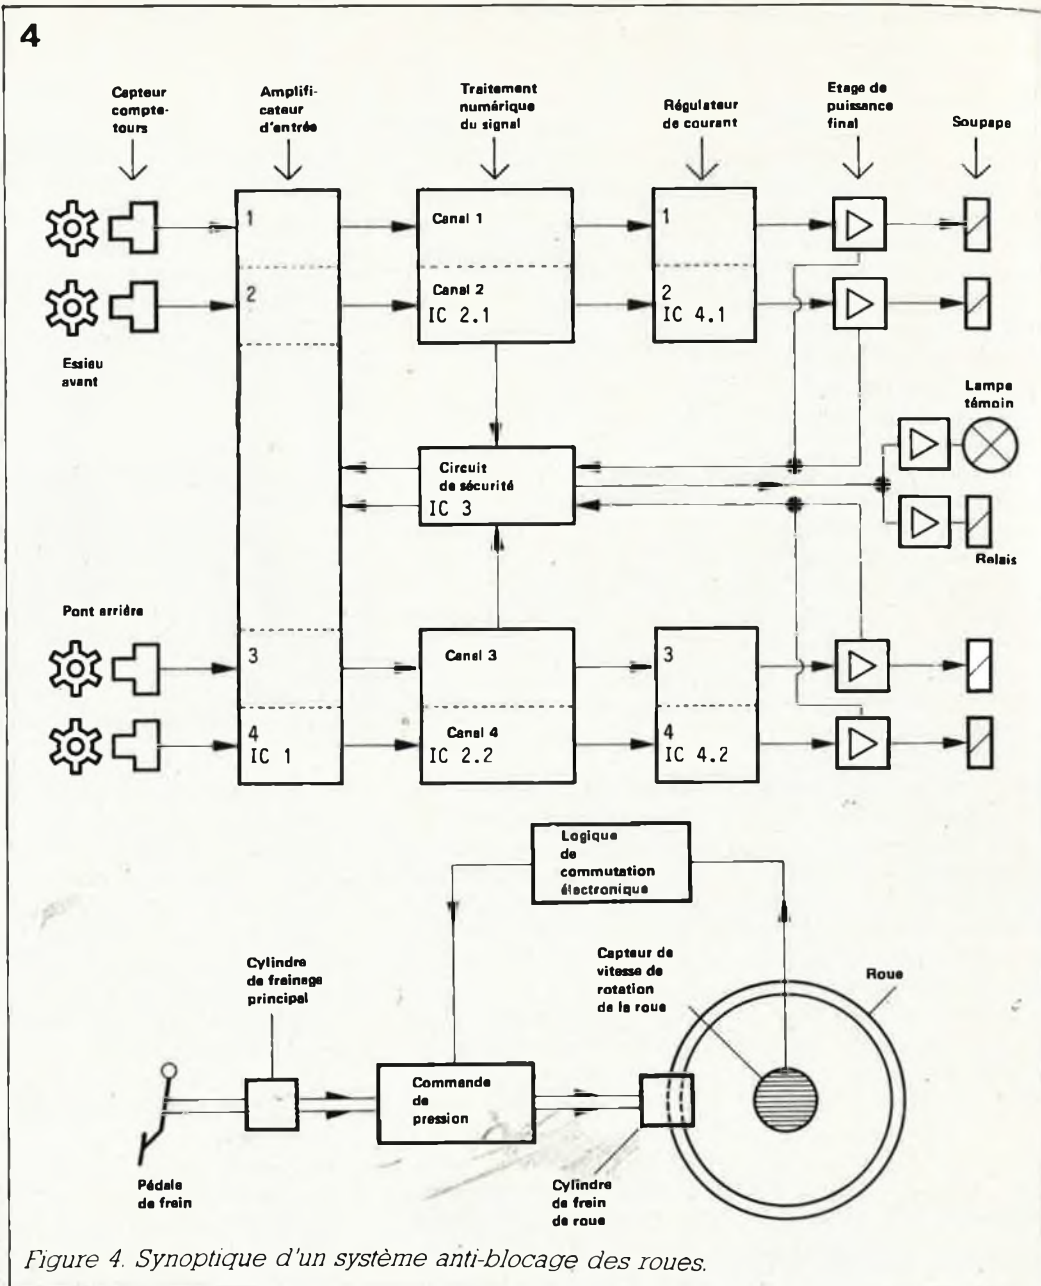 4
Capteur
compte-
tours
Amplifi-
cateur
d'entrée
Traitement
numérique
du signal
Régulateur
de courant
Etage de
puissance
final
Soupape
1
Canal 1
1
2
Canal 2
IC 2.1
2
IC 4.1
Essieu
avant
Lampe
témoin
Circuit
de sécurité
IC 3
Relais
Pont arrière
3
Canal 3
3
4
IC 1
Canal 4
IC 2.2
4
IC 4.2
Logique
de
commutation
électronique
Cylindre
de freinage
principal
Capteur de
vitesse de
rotation
de la roue
Roue
Commande
de
pression
Pédale
de frein
Cylindre
de frein
de roue
Figure 4. Synoptique d'un système anti-blocage des roues.